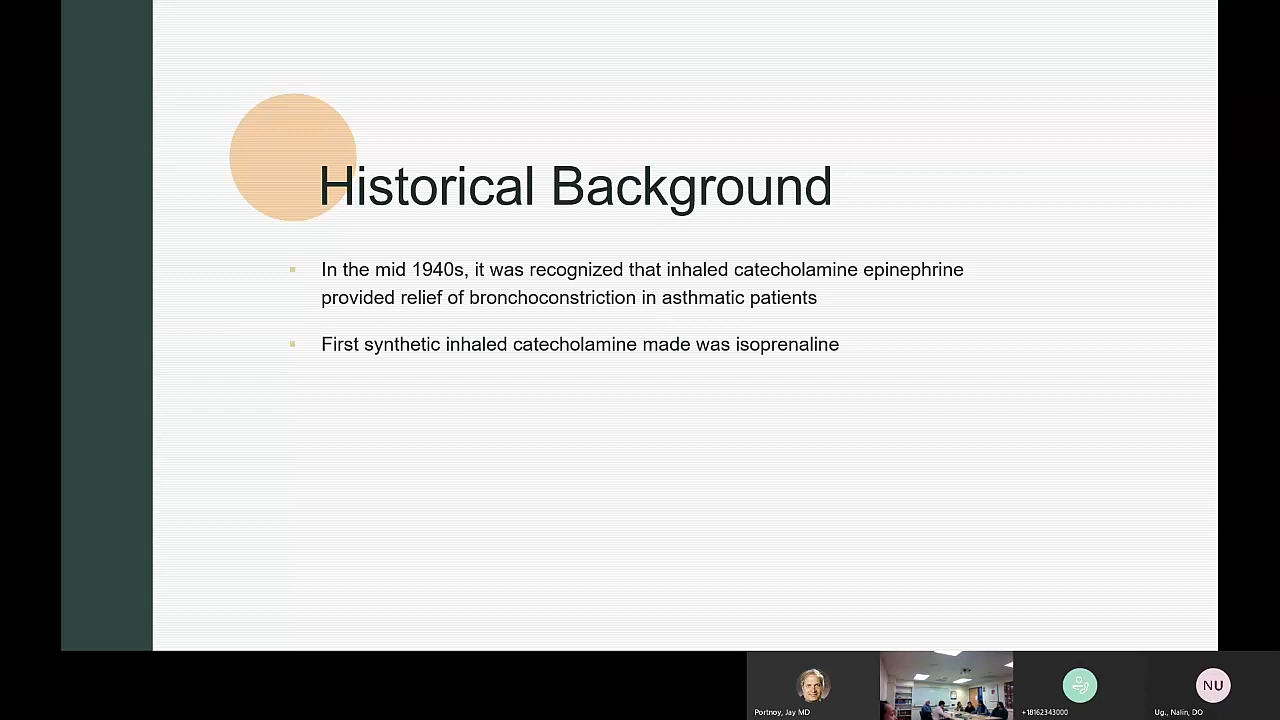 Historical Background
In the mid 1940s, it was recognized that inhaled catecholamine epinephrine
provided relief of bronchoconstriction in asthmatic patients
First synthetic inhaled catecholamine made was isoprenaline
NU
Portnoy, Jay MD
+18162343000
Ug., Nalin, DO